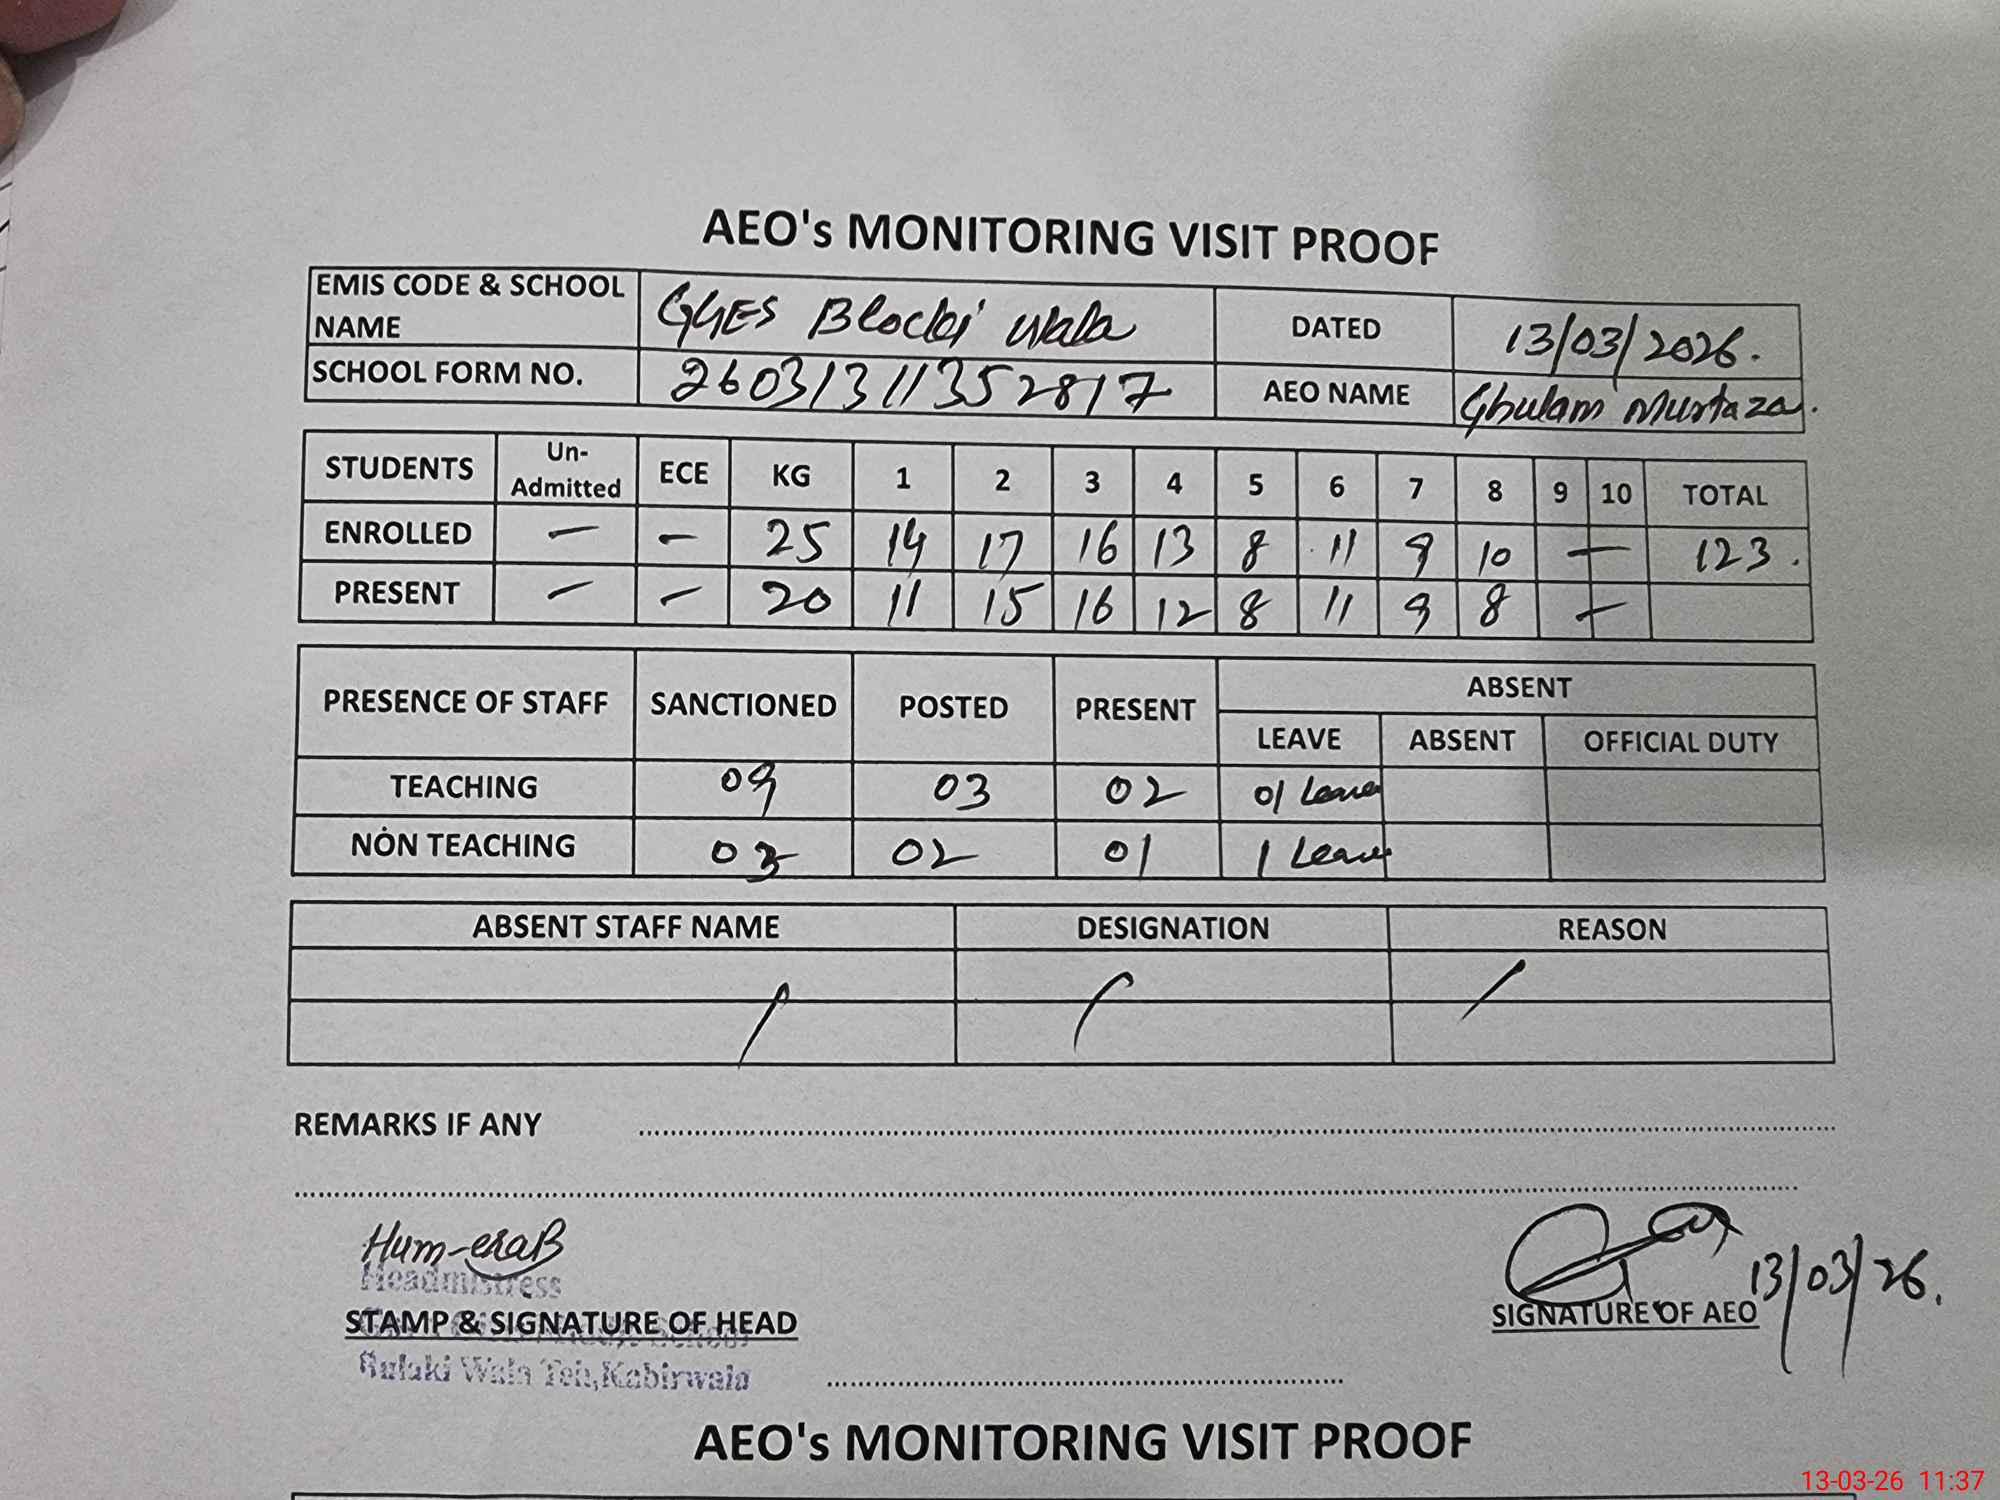 AEO's MONITORING VISIT PROOF
EMIS CODE & SCHOOL NAME GGES Blocki Wala DATED 13/03/2026.
SCHOOL FORM NO. 26031311352817 AEO NAME Ghulam Murtaza.
STUDENTS Un-Admitted ECE KG 1 2 3 4 5 6 7 8 9 10 TOTAL
ENROLLED — — 25 14 17 16 13 8 11 9 10 — 123.
PRESENT — — 20 11 15 16 12 8 11 9 8 —
PRESENCE OF STAFF SANCTIONED POSTED PRESENT ABSENT
LEAVE ABSENT OFFICIAL DUTY
TEACHING 09 03 02 01 Leave
NON TEACHING 03 02 01 1 Leave
ABSENT STAFF NAME DESIGNATION REASON
REMARKS IF ANY
Hum-eraB
Headmistress
STAMP & SIGNATURE OF HEAD
SIGNATURE OF AEO 13/03/26.
Bulaki Wala Teh,Kabirwala
AEO's MONITORING VISIT PROOF
13-03-26 11:37